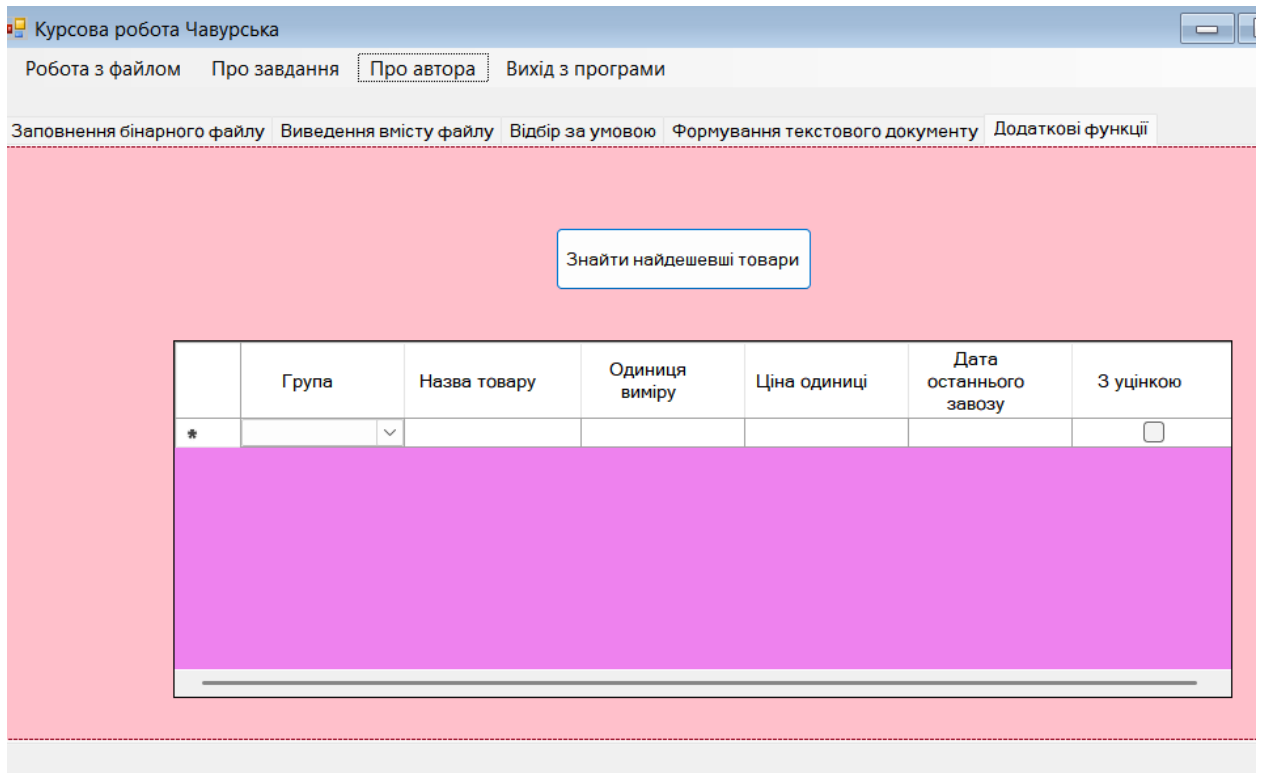 Курсова робота Чавурська
Робота з файлом Про завдання Про автора Вихід з програми
Заповнення бінарного файлу Виведення вмісту файлу Відбір за умовою Формування текстового документу Додаткові функції
Знайти найдешевші товари
Група
Назва товару
Одиниця
виміру
Ціна одиниці
Дата
останнього
завозу
З уцінкою